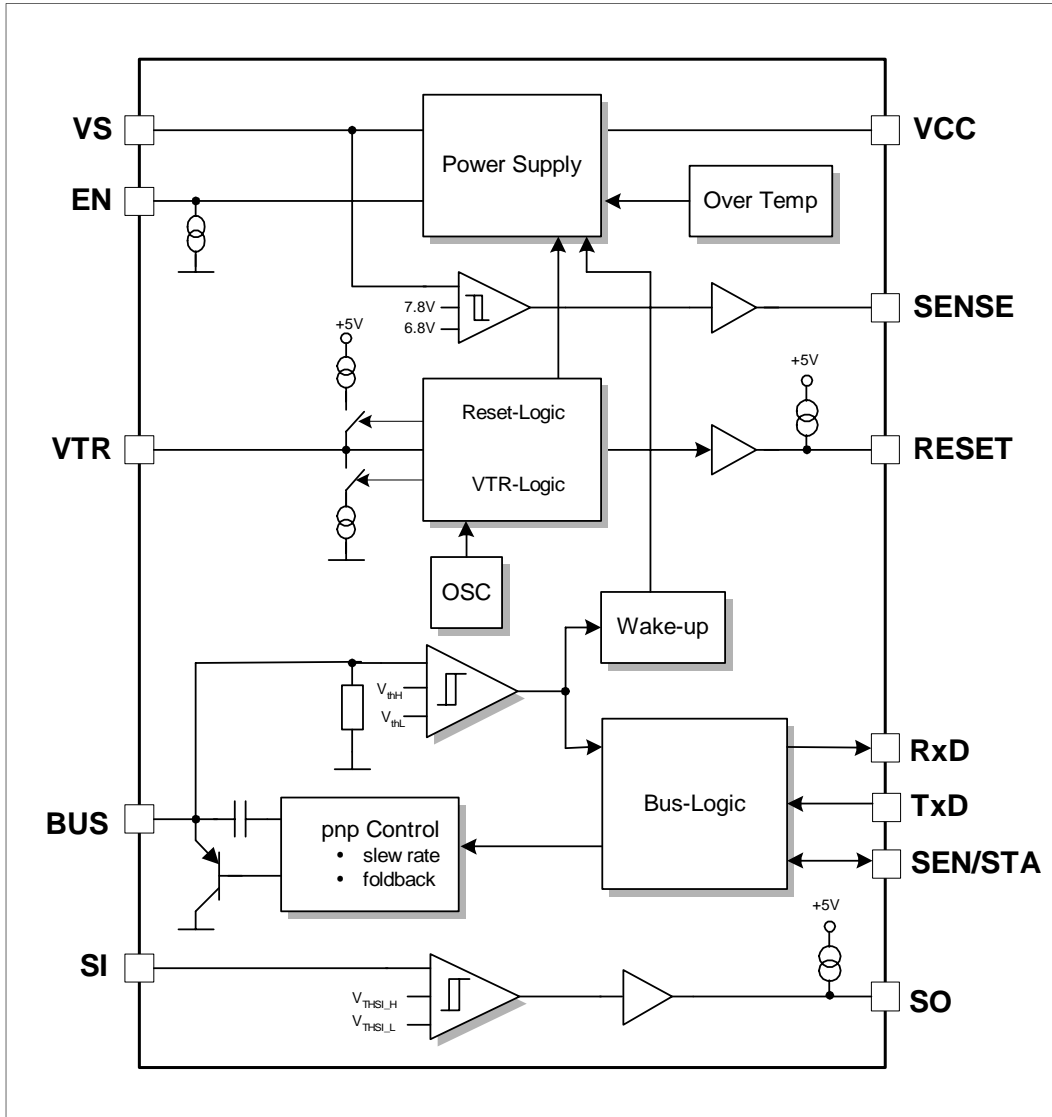 VS
VCC
Power Supply
EN
Over Temp
7.8V
6.8V
SENSE
+5V
+5V
Reset-Logic
VTR
RESET
VTR-Logic
OSC
Wake-up
VthH
VthL
RxD
Bus-Logic
TxD
BUS
pnp Control
• slew rate
• foldback
SEN/STA
+5V
SI
VTHSI_H
VTHSI_L
SO